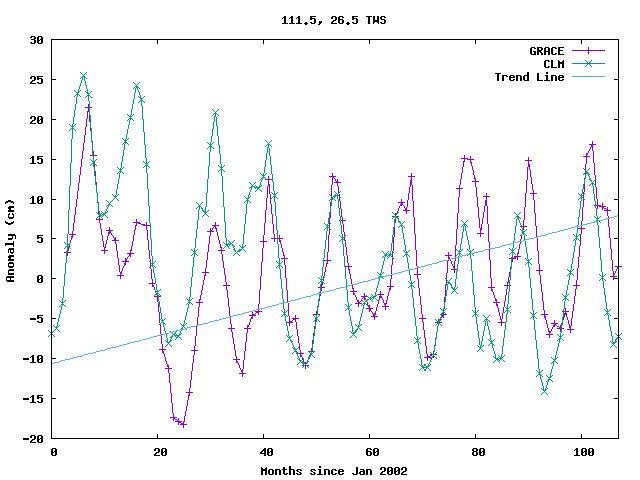 111.5, 26.5 TWS
GRACE
CLM
Trend Line
30
25
20
15
10
5
0
-5
-10
-15
-20
Anomaly (cm)
0 20 40 60 80 100
Months since Jan 2002